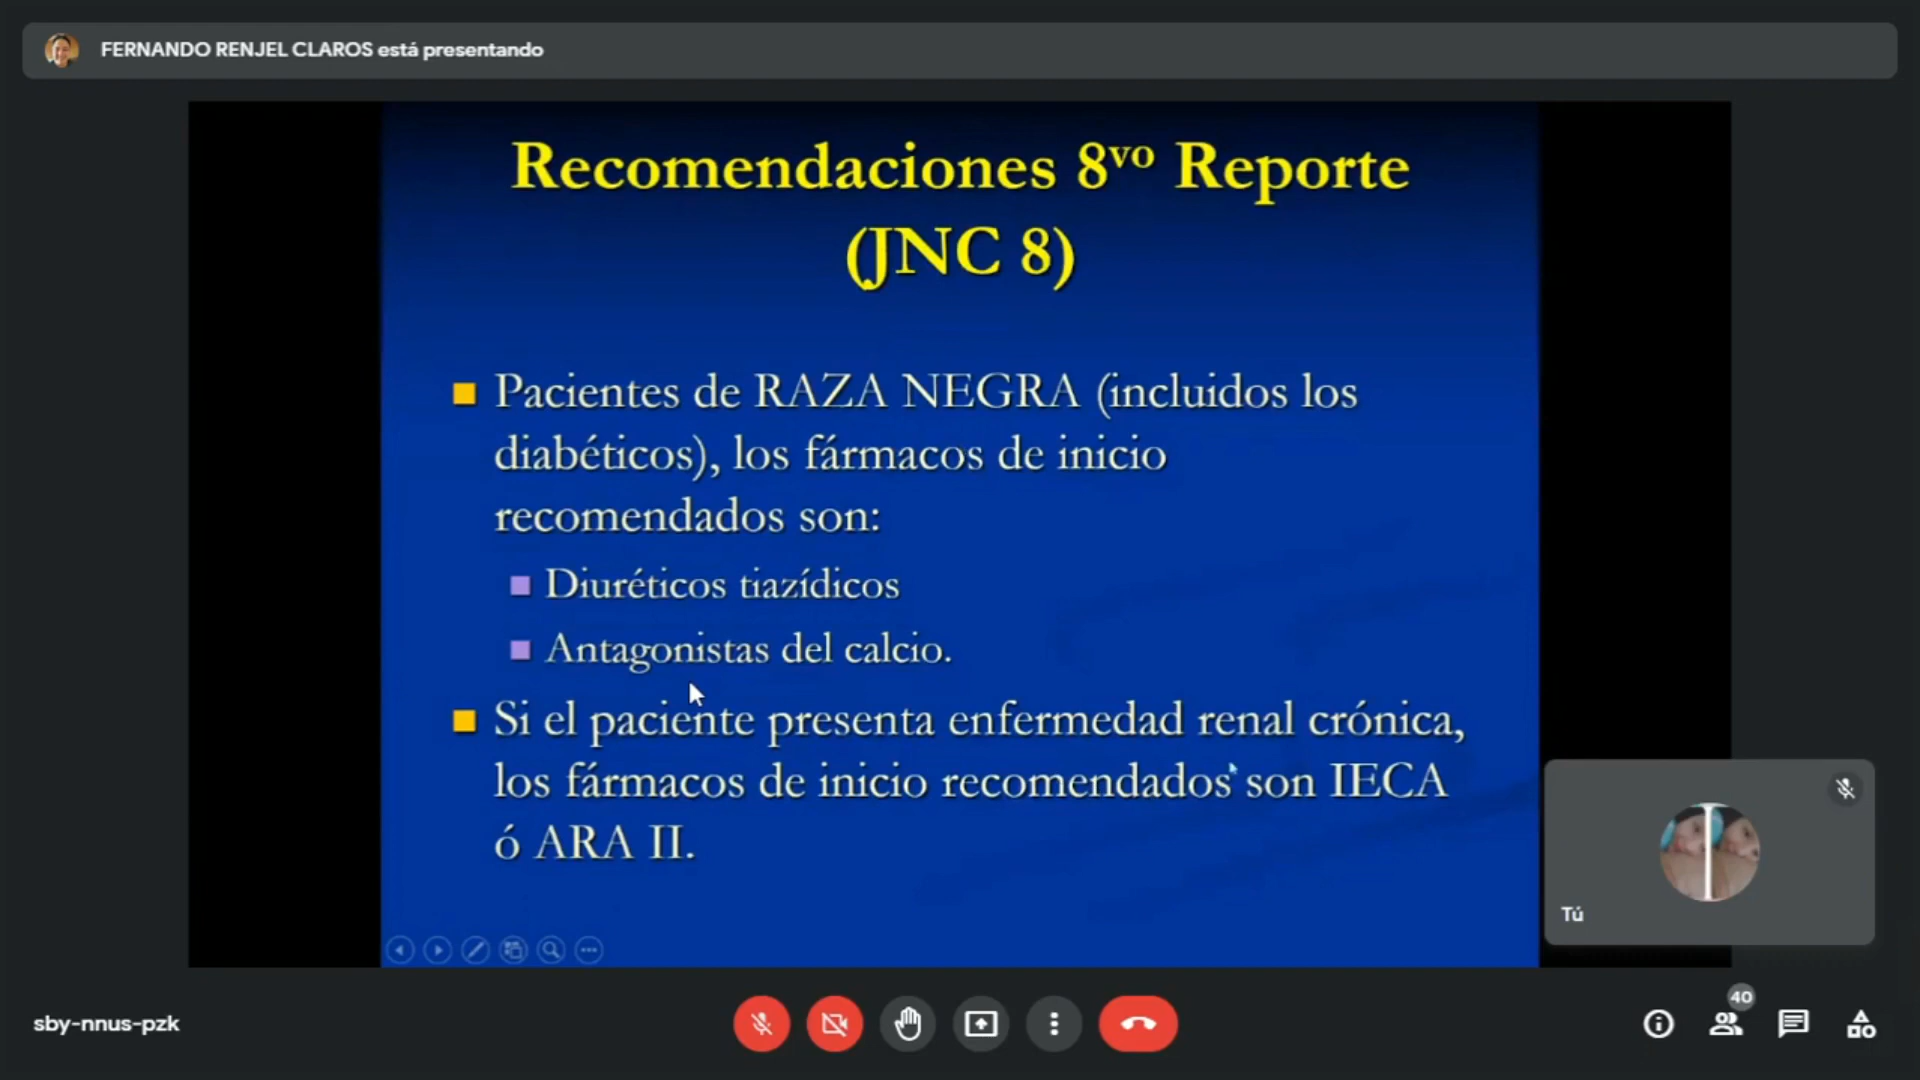 FERNANDO RENJEL CLAROS está presentando
Recomendaciones 8vo Reporte
(JNC 8)
Pacientes de RAZA NEGRA (incluidos los
diabéticos), los fármacos de inicio
recomendados son:
Diuréticos tiazídicos
Antagonistas del calcio.
Si el paciente presenta enfermedad renal crónica,
los fármacos de inicio recomendados son IECA
ó ARA II.
Tú
40
sby-nnus-pzk